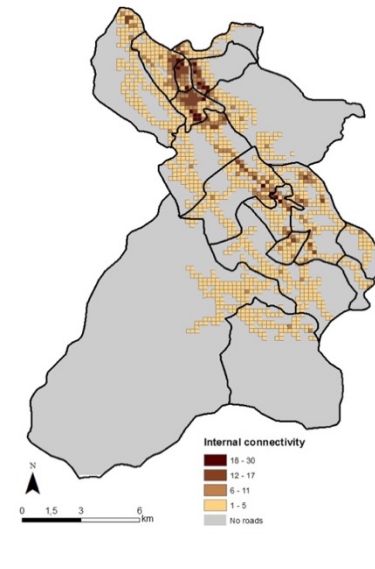 Internal connectivity
18 - 30
12 - 17
6 - 11
1 - 5
No roads
N
0 1,5 3 6
km